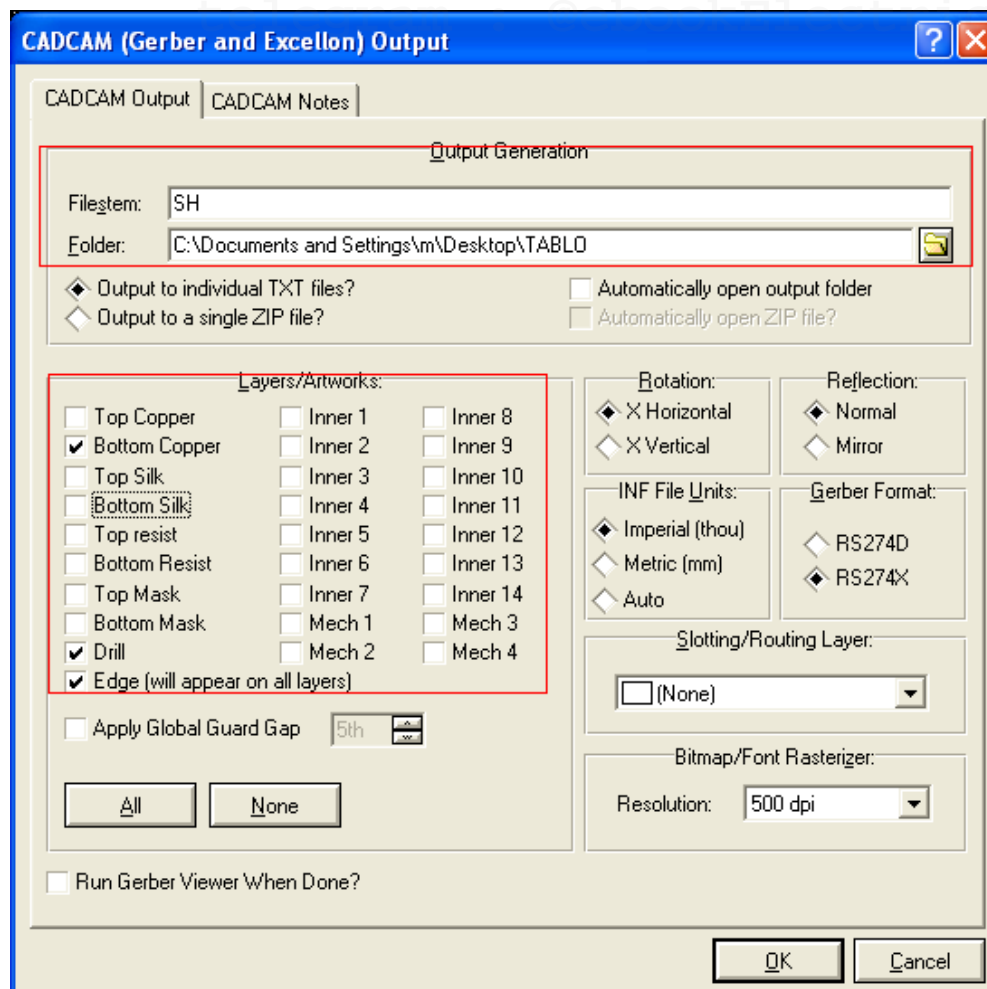 CADCAM (Gerber and Excellon) Output
CADCAM Output
CADCAM Notes
Output Generation
Filestem:
SH
Folder:
C:\Documents and Settings\m\Desktop\TABLO
Output to individual TXT files?
Automatically open output folder
Output to a single ZIP file?
Automatically open ZIP file?
Layers/Artworks:
Top Copper
Inner 1
Inner 8
Bottom Copper
Inner 2
Inner 9
Top Silk
Inner 3
Inner 10
Bottom Silk
Inner 4
Inner 11
Top resist
Inner 5
Inner 12
Bottom Resist
Inner 6
Inner 13
Top Mask
Inner 7
Inner 14
Bottom Mask
Mech 1
Mech 3
Drill
Mech 2
Mech 4
Edge (will appear on all layers)
Apply Global Guard Gap
5th
All
None
Rotation:
X Horizontal
X Vertical
Reflection:
Normal
Mirror
INF File Units:
Imperial (thou)
Metric (mm)
Auto
Gerber Format:
RS274D
RS274X
Slotting/Routing Layer:
(None)
Bitmap/Font Rasterizer:
Resolution:
500 dpi
Run Gerber Viewer When Done?
OK
Cancel